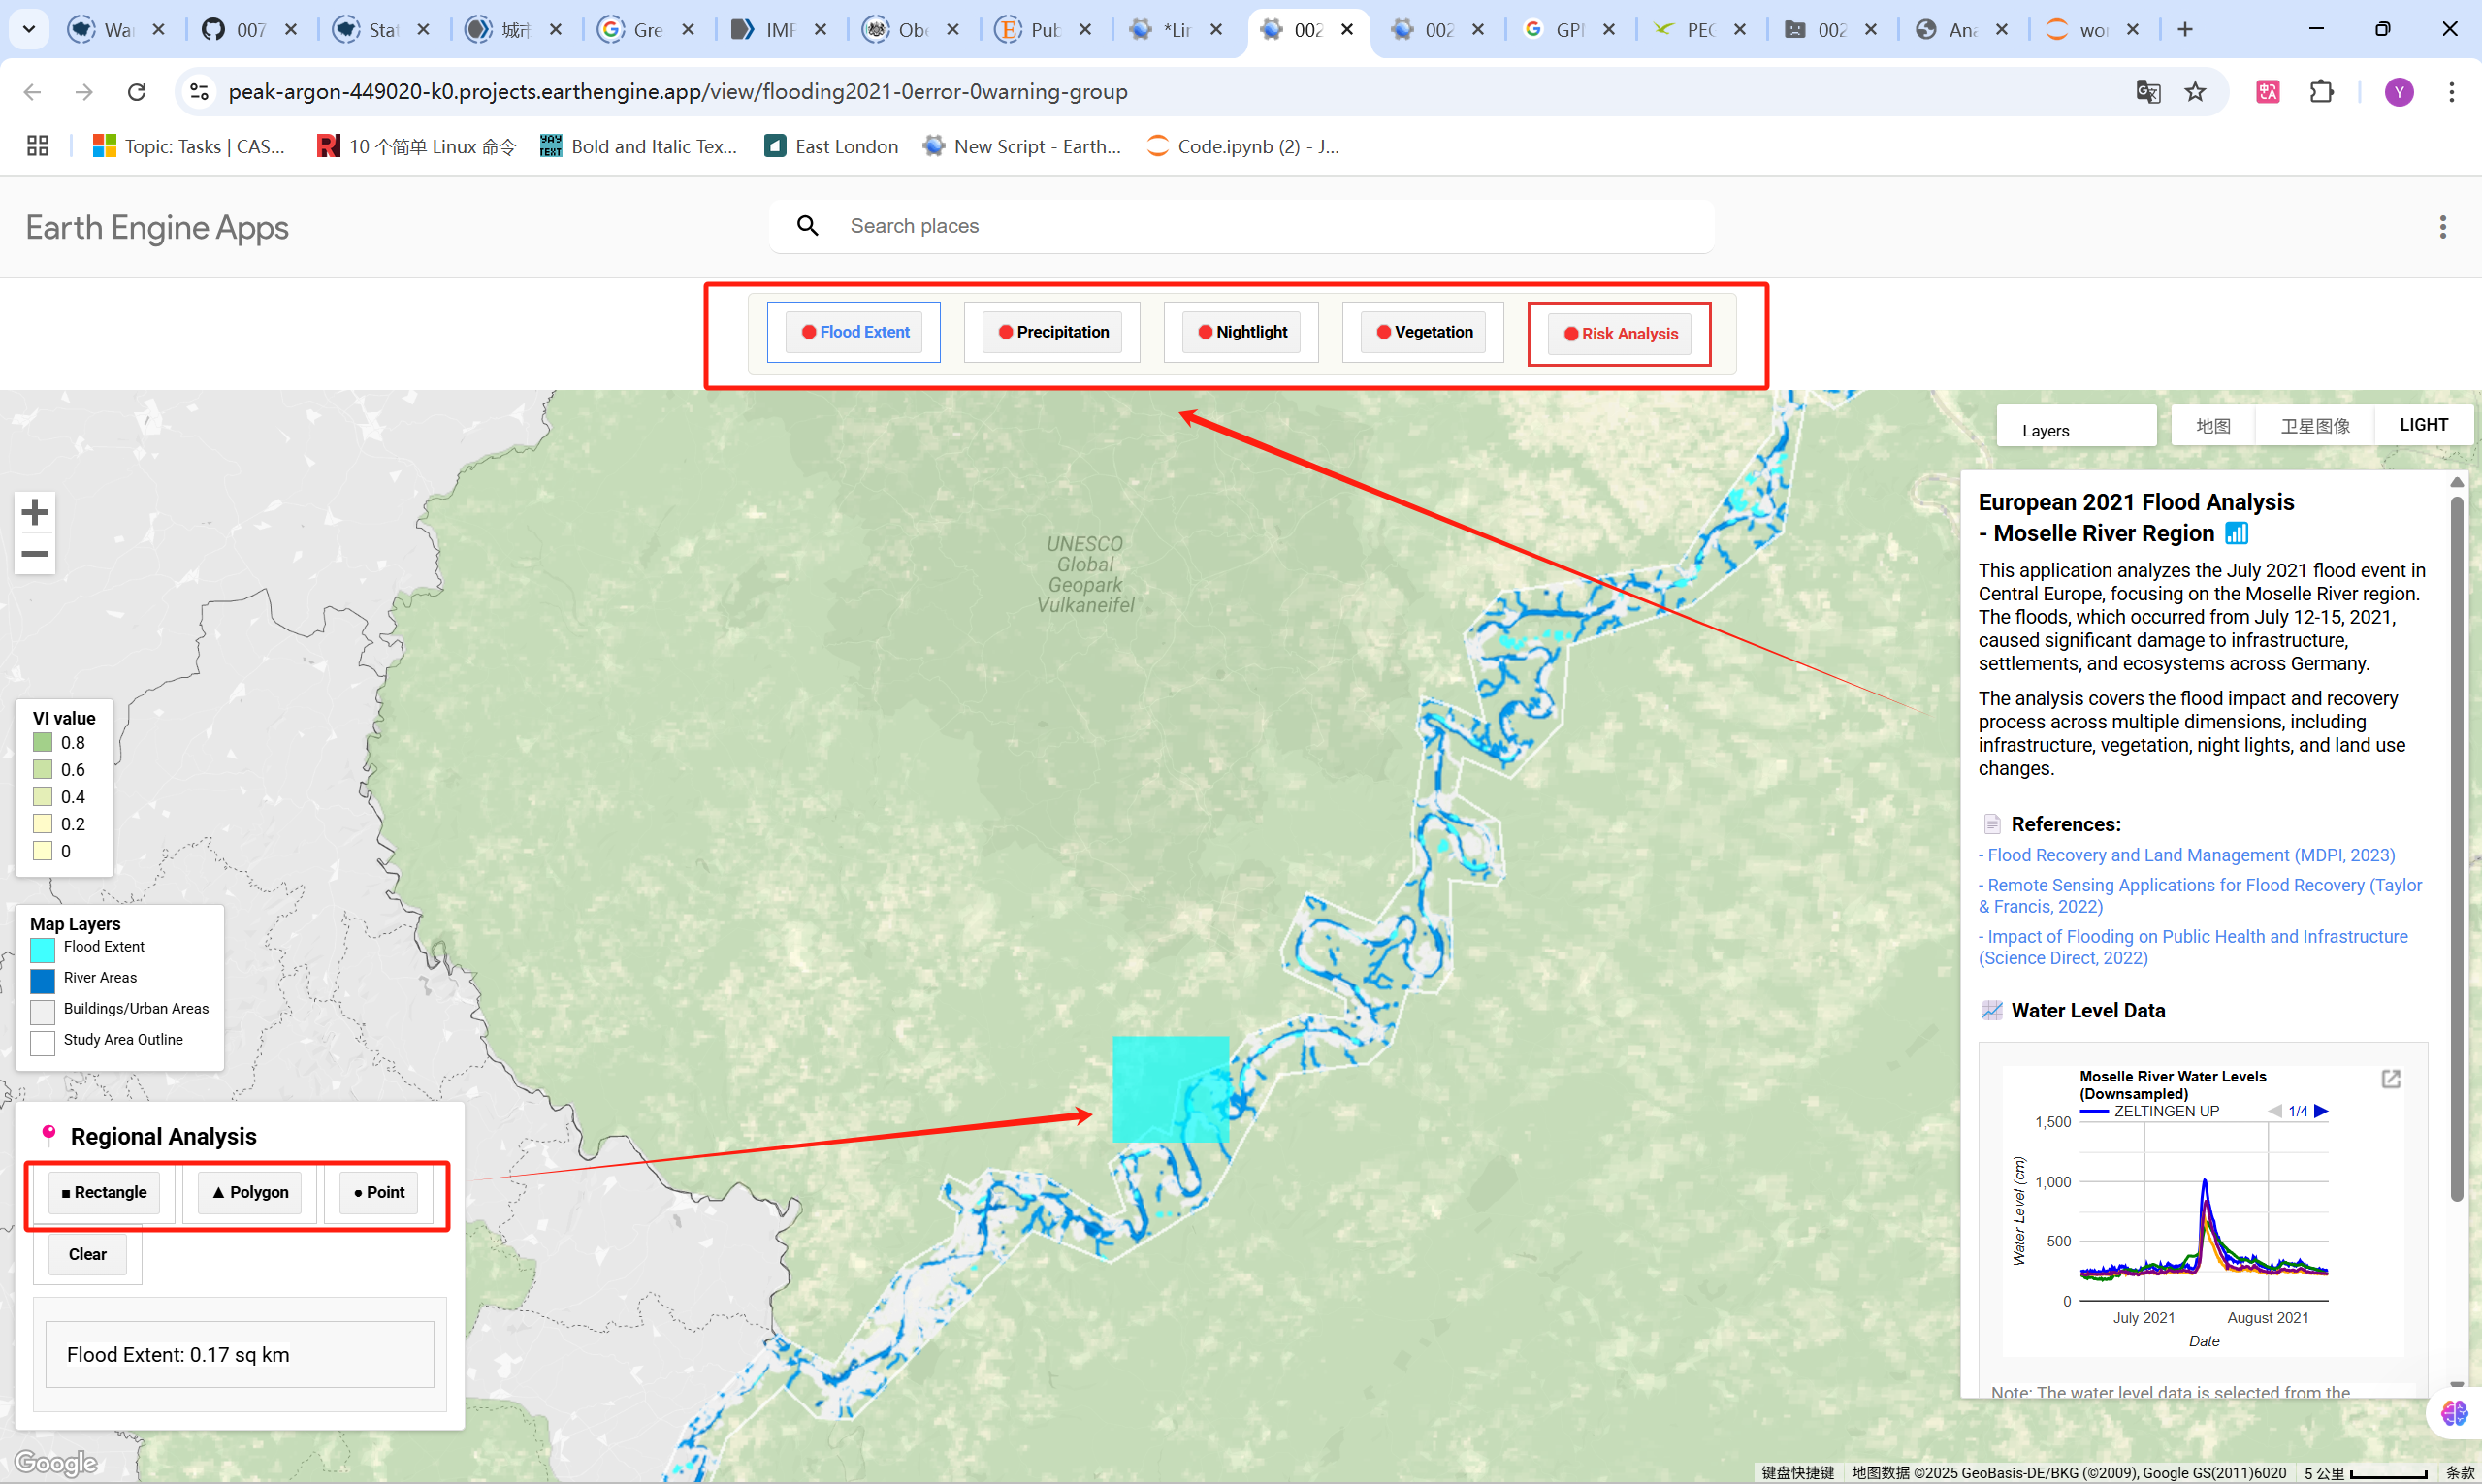 War
007
Stat
城市
Gre
IMF
Obe
Pub
*Lin
002
002
GPM
PEC
002
Ana
wor
peak-argon-449020-k0.projects.earthengine.app/view/flooding2021-0error-0warning-group
Y
Topic: Tasks | CAS...
10 个简单 Linux 命令
YAY TEXT
Bold and Italic Tex...
East London
New Script - Earth...
Code.ipynb (2) - J...
Earth Engine Apps
Search places
Flood Extent
Precipitation
Nightlight
Vegetation
Risk Analysis
Layers
地图
卫星图像
LIGHT
UNESCO
Global
Geopark
Vulkaneifel
European 2021 Flood Analysis
- Moselle River Region
This application analyzes the July 2021 flood event in
Central Europe, focusing on the Moselle River region.
The floods, which occurred from July 12-15, 2021,
caused significant damage to infrastructure,
settlements, and ecosystems across Germany.
The analysis covers the flood impact and recovery
process across multiple dimensions, including
infrastructure, vegetation, night lights, and land use
changes.
References:
- Flood Recovery and Land Management (MDPI, 2023)
- Remote Sensing Applications for Flood Recovery (Taylor
& Francis, 2022)
- Impact of Flooding on Public Health and Infrastructure
(Science Direct, 2022)
Water Level Data
Moselle River Water Levels
(Downsampled)
ZELTINGEN UP
1/4
1,500
1,000
500
0
Water Level (cm)
July 2021
August 2021
Date
Note: The water level data is selected from the
VI value
0.8
0.6
0.4
0.2
0
Map Layers
Flood Extent
River Areas
Buildings/Urban Areas
Study Area Outline
Regional Analysis
■ Rectangle
▲ Polygon
● Point
Clear
Flood Extent: 0.17 sq km
Google
键盘快捷键
地图数据 ©2025 GeoBasis-DE/BKG (©2009), Google GS(2011)6020
5 公里
条款